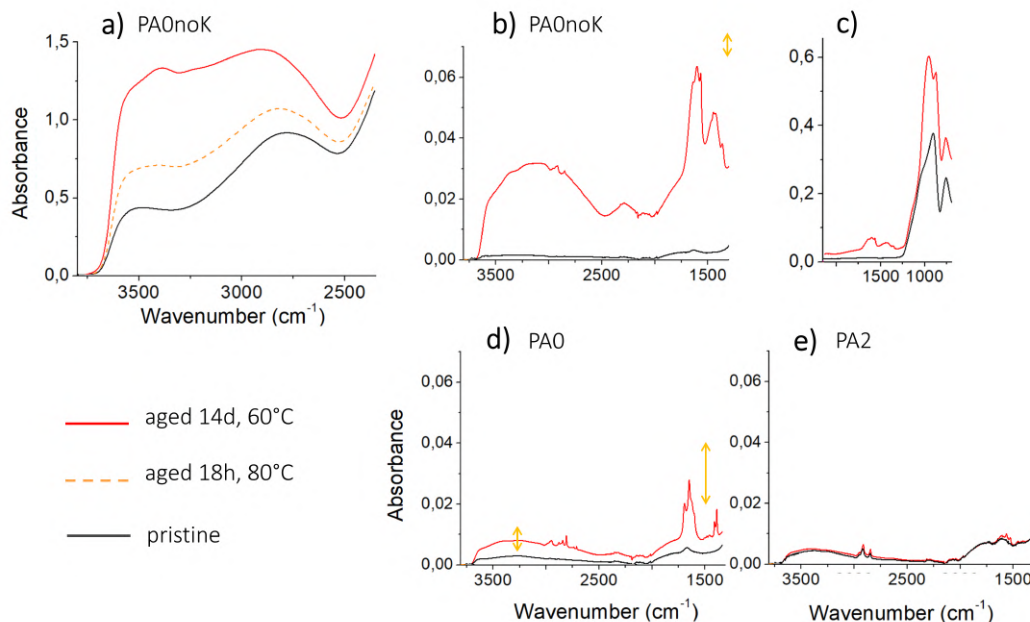 a) PA0noK
1,5
1,0
0,5
0,0
Absorbance
3500 3000 2500
Wavenumber (cm⁻¹)
b) PA0noK
0,06
0,04
0,02
0,00
3500 2500 1500
Wavenumber (cm⁻¹)
c)
0,6
0,4
0,2
0,0
1500 1000
aged 14d, 60°C
aged 18h, 80°C
pristine
d) PA0
0,06
0,04
0,02
0,00
Absorbance
3500 2500 1500
Wavenumber (cm⁻¹)
e) PA2
0,06
0,04
0,02
0,00
3500 2500 1500
Wavenumber (cm⁻¹)